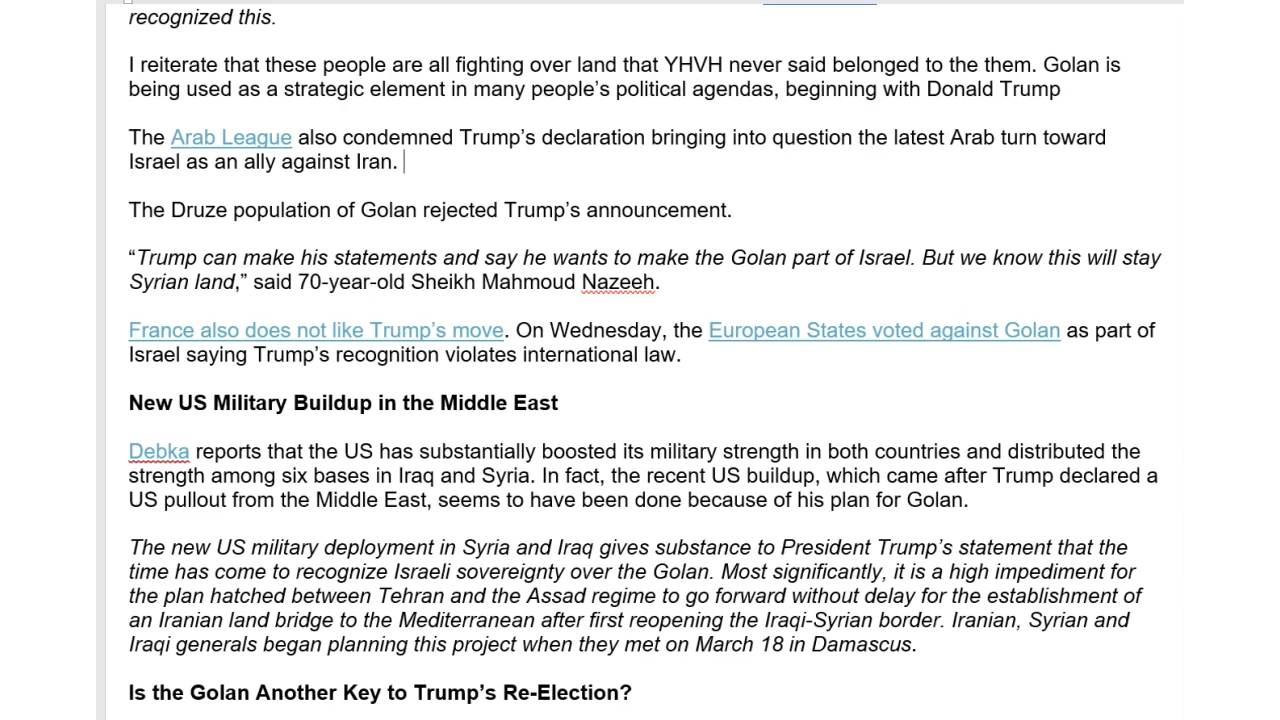 recognized this.
I reiterate that these people are all fighting over land that YHVH never said belonged to the them. Golan is
being used as a strategic element in many people’s political agendas, beginning with Donald Trump
The Arab League also condemned Trump’s declaration bringing into question the latest Arab turn toward
Israel as an ally against Iran.
The Druze population of Golan rejected Trump’s announcement.
“Trump can make his statements and say he wants to make the Golan part of Israel. But we know this will stay
Syrian land,” said 70-year-old Sheikh Mahmoud Nazeeh.
France also does not like Trump’s move. On Wednesday, the European States voted against Golan as part of
Israel saying Trump’s recognition violates international law.
New US Military Buildup in the Middle East
Debka reports that the US has substantially boosted its military strength in both countries and distributed the
strength among six bases in Iraq and Syria. In fact, the recent US buildup, which came after Trump declared a
US pullout from the Middle East, seems to have been done because of his plan for Golan.
The new US military deployment in Syria and Iraq gives substance to President Trump’s statement that the
time has come to recognize Israeli sovereignty over the Golan. Most significantly, it is a high impediment for
the plan hatched between Tehran and the Assad regime to go forward without delay for the establishment of
an Iranian land bridge to the Mediterranean after first reopening the Iraqi-Syrian border. Iranian, Syrian and
Iraqi generals began planning this project when they met on March 18 in Damascus.
Is the Golan Another Key to Trump’s Re-Election?